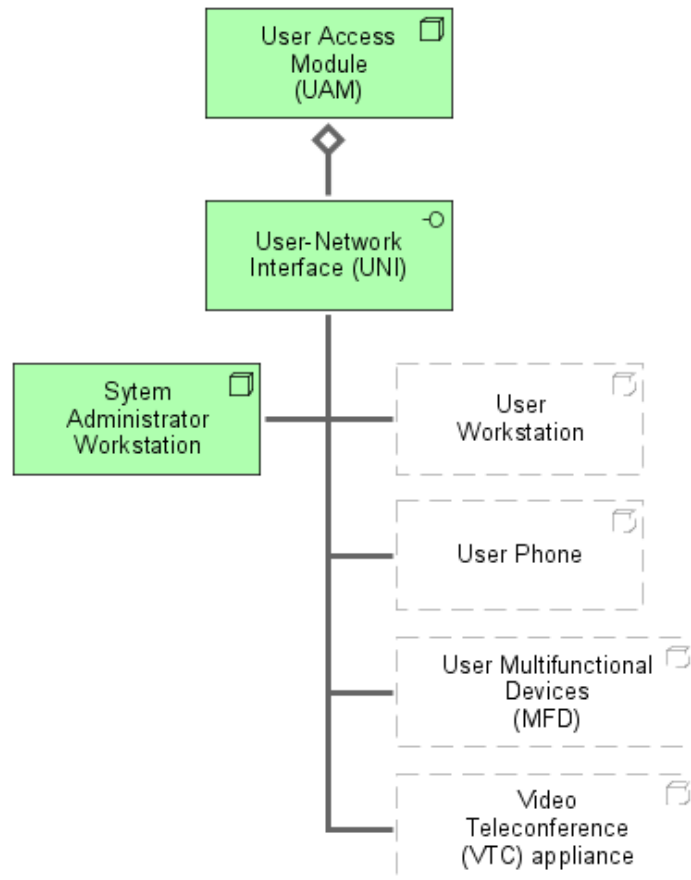 User Access
Module
(UAM)
User-Network
Interface (UNI)
Sytem
Administrator
Workstation
User
Workstation
User Phone
User Multifunctional
Devices
(MFD)
Video
Teleconference
(VTC) appliance